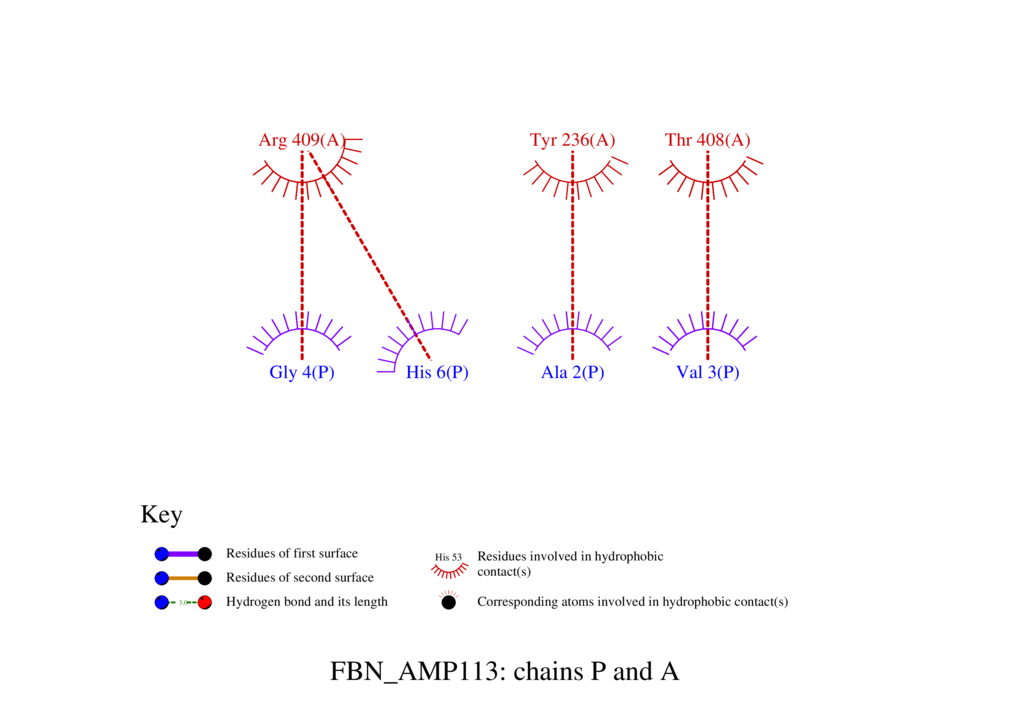 Arg 409(A)
Tyr 236(A)
Thr 408(A)
Gly 4(P)
His 6(P)
Ala 2(P)
Val 3(P)
Key
Residues of first surface
Residues of second surface
3.0
Hydrogen bond and its length
His 53
Residues involved in hydrophobic
contact(s)
Corresponding atoms involved in hydrophobic contact(s)
FBN_AMP113: chains P and A